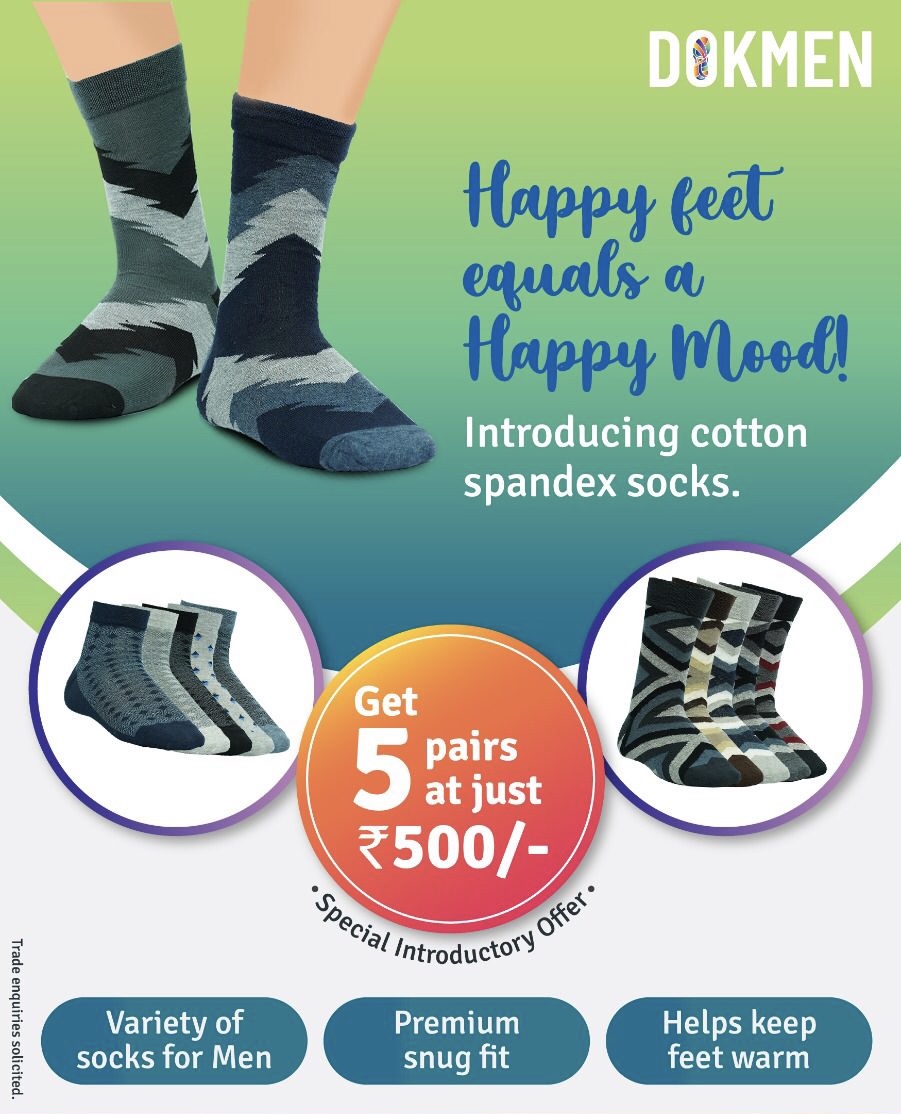 DOKMEN
Happy feet
equals a
Happy Mood!
Introducing cotton
spandex socks.
Get
5 pairs
at just
₹500/-
• Special Introductory Offer •
Trade enquiries solicited.
Variety of
socks for Men
Premium
snug fit
Helps keep
feet warm